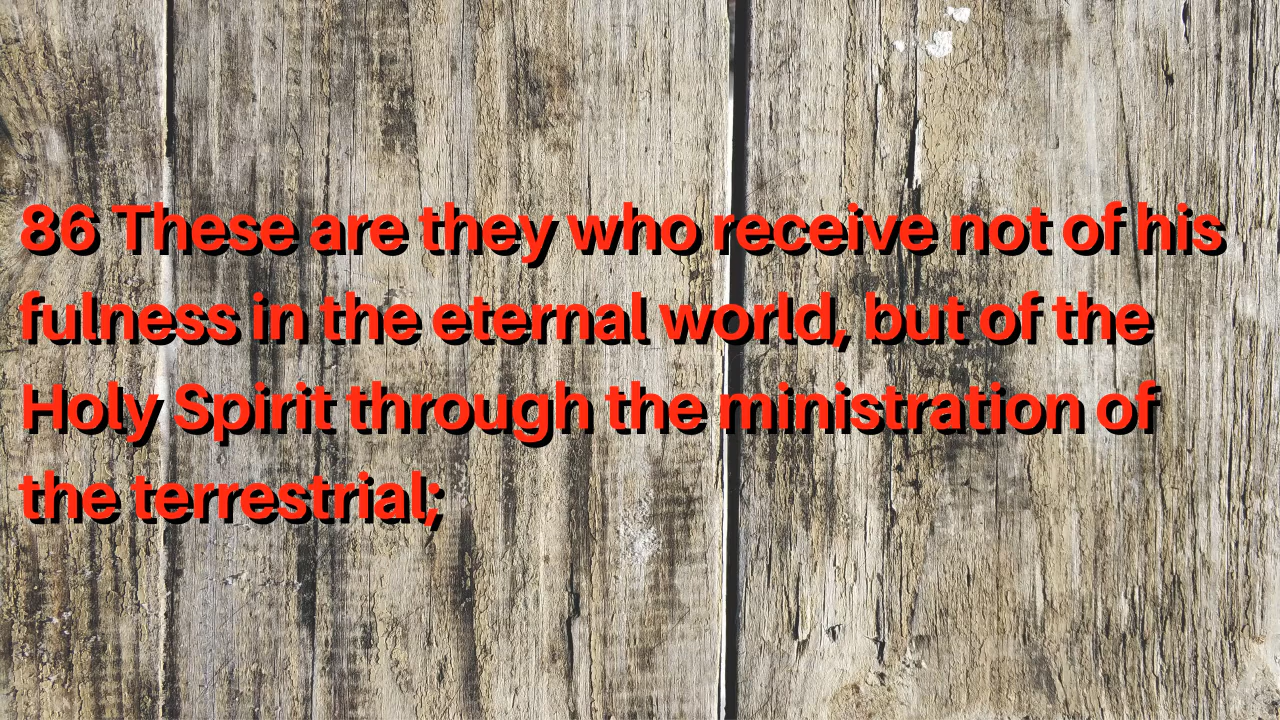 86 These are they who receive not of his
fulness in the eternal world, but of the
Holy Spirit through the ministration of
the terrestrial;